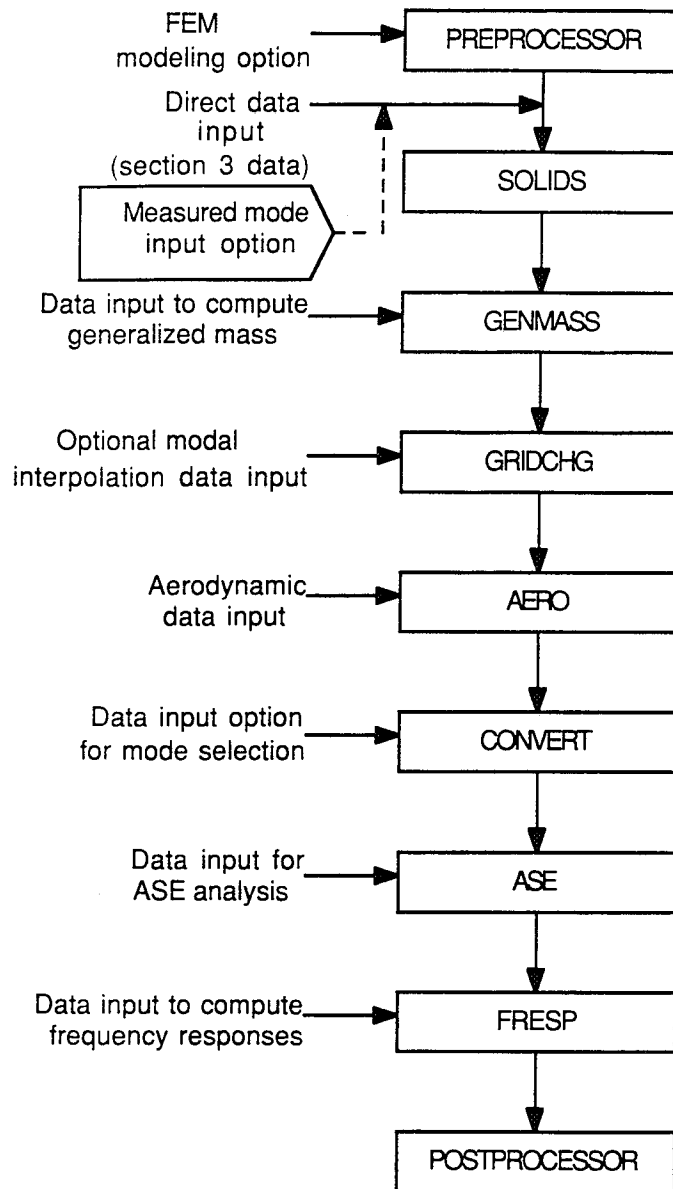 FEM
modeling option
PREPROCESSOR
Direct data
input
(section 3 data)
SOLIDS
Measured mode
input option
Data input to compute
generalized mass
GENMASS
Optional modal
interpolation data input
GRIDCHG
Aerodynamic
data input
AERO
Data input option
for mode selection
CONVERT
Data input for
ASE analysis
ASE
Data input to compute
frequency responses
FRESP
POSTPROCESSOR